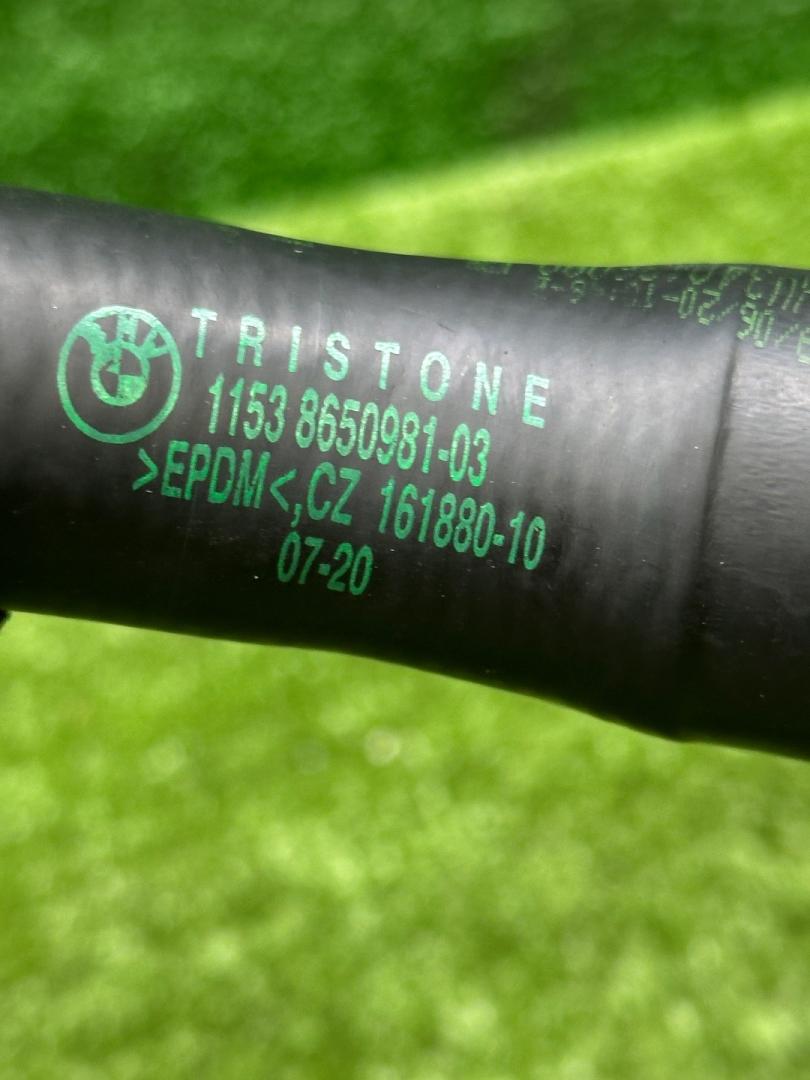 TRISTONE
1153 8650981-03
>EPDM<,CZ 161880-10
07-20